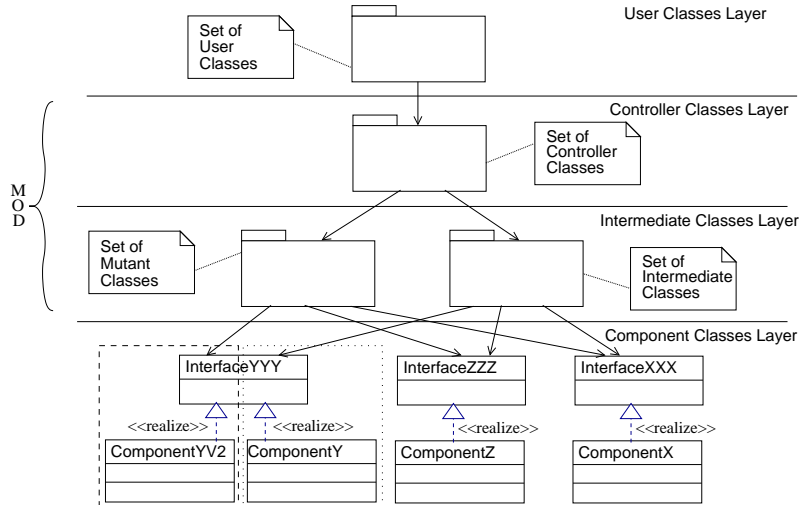 User Classes Layer
Set of
User
Classes
Controller Classes Layer
Set of
Controller
Classes
M
O
D
Intermediate Classes Layer
Set of
Mutant
Classes
Set of
Intermediate
Classes
Component Classes Layer
InterfaceYYY
InterfaceZZZ
InterfaceXXX
<<realize>>
<<realize>>
<<realize>>
<<realize>>
ComponentYV2
ComponentY
ComponentZ
ComponentX